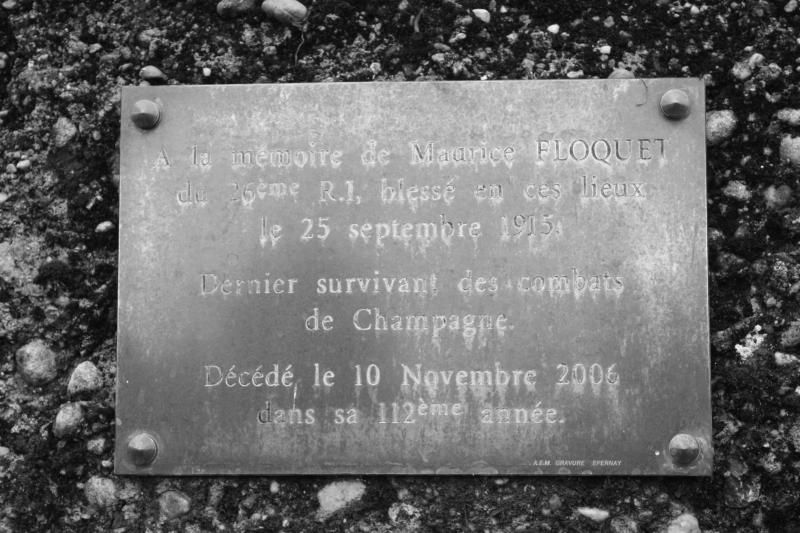 A la mémoire de Maurice FLOQUET
du 26ème R.I, blessé en ces lieux
le 25 septembre 1915.
Dernier survivant des combats
de Champagne.
Décédé, le 10 Novembre 2006
dans sa 112ème année.
A.E.M. GRAVURE EPERNAY